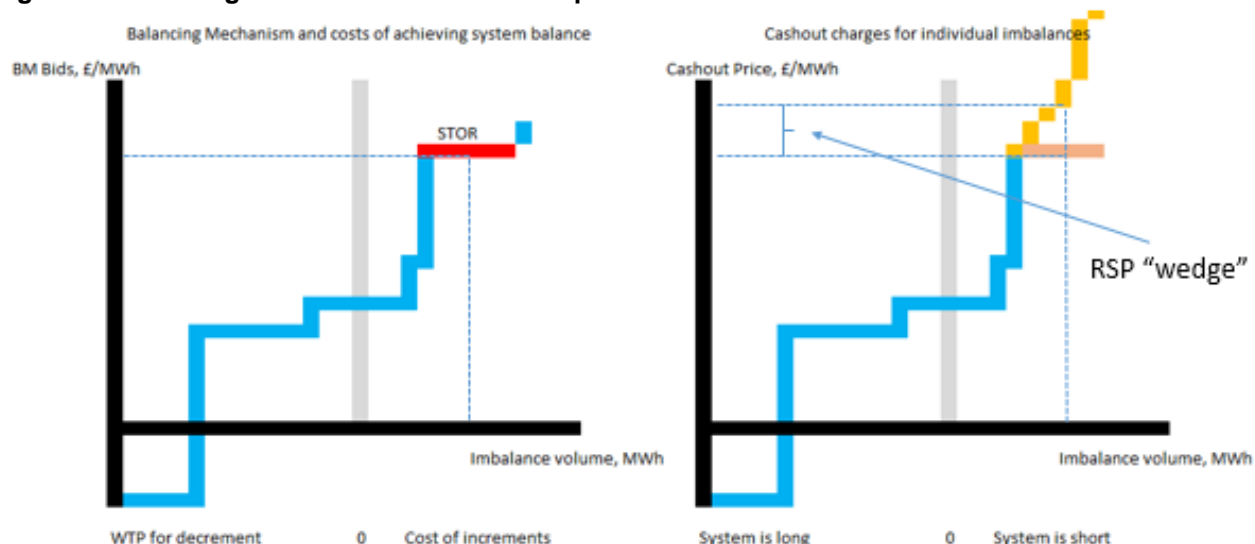 Balancing Mechanism and costs of achieving system balance
BM Bids, £/MWh
STOR
Imbalance volume, MWh
WTP for decrement 0 Cost of increments
Cashout charges for individual imbalances
Cashout Price, £/MWh
RSP “wedge”
Imbalance volume, MWh
System is long 0 System is short